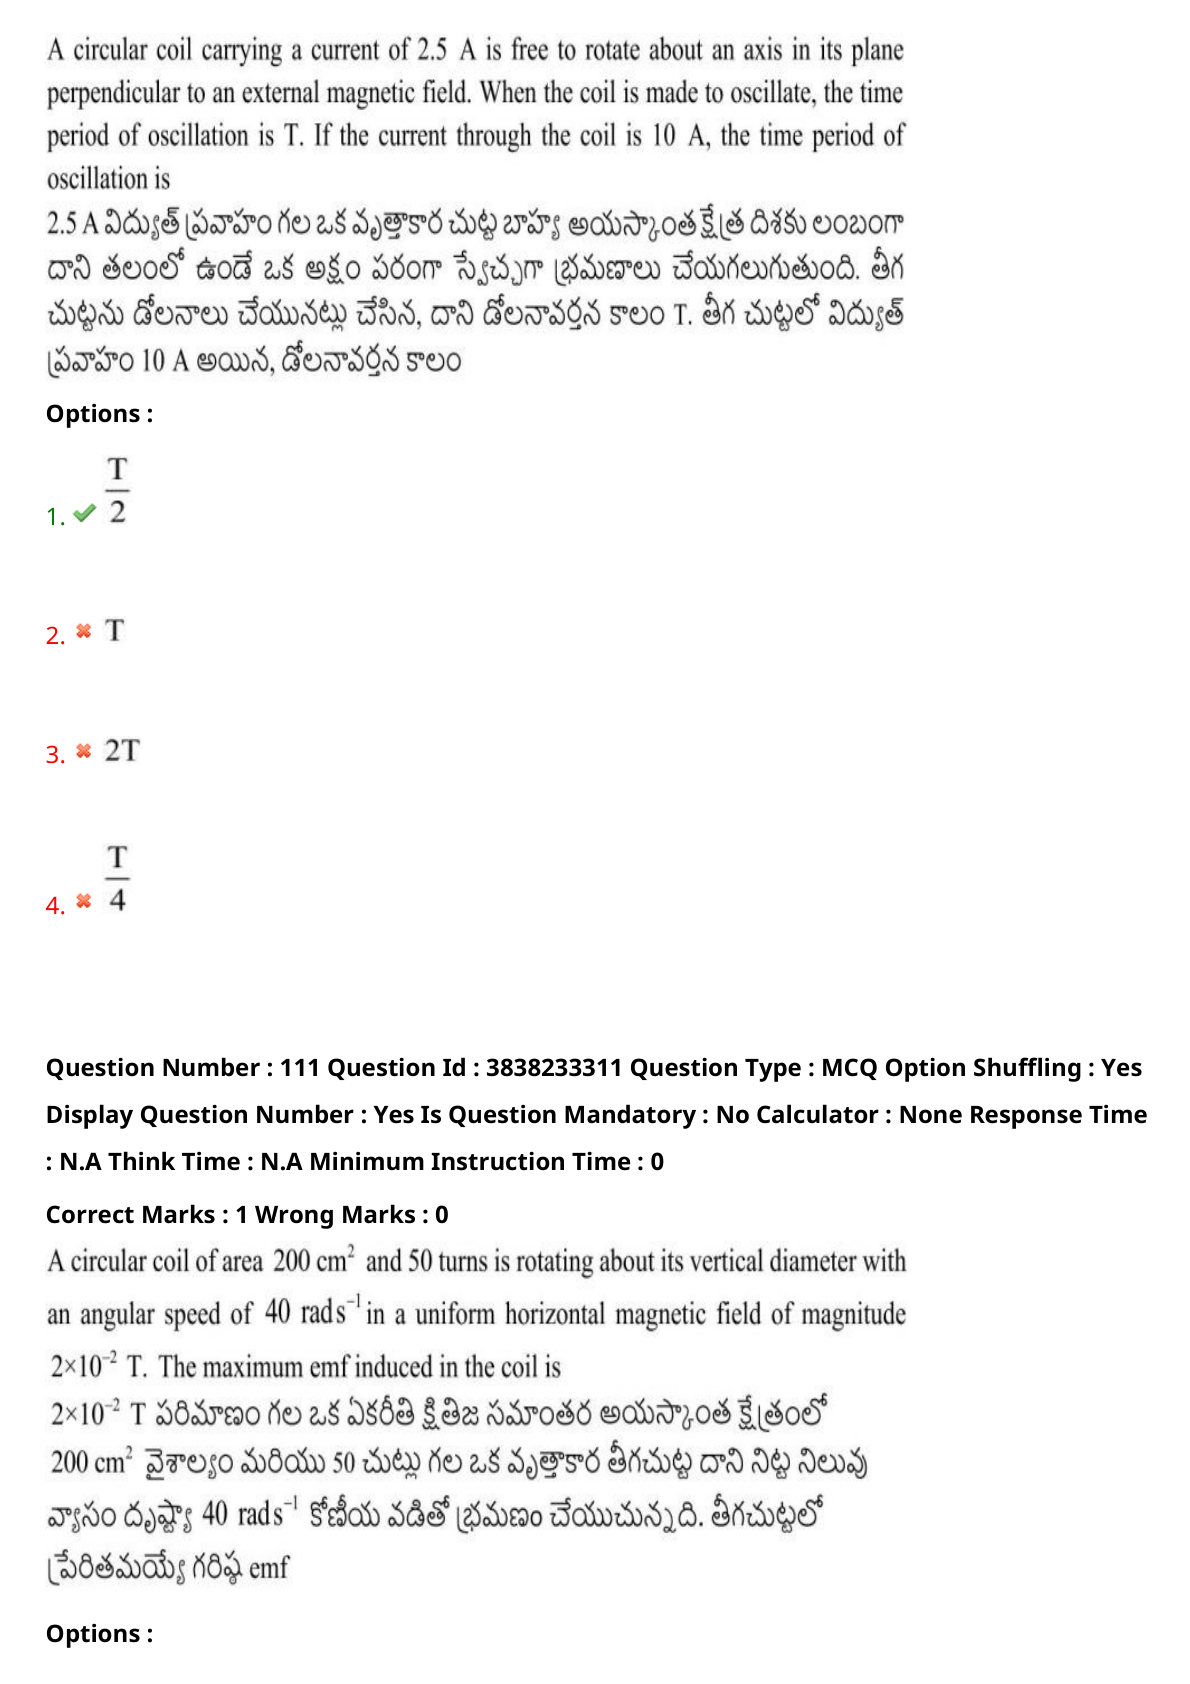 A circular coil carrying a current of 2.5 A is free to rotate about an axis in its plane
perpendicular to an external magnetic field. When the coil is made to oscillate, the time
period of oscillation is T. If the current through the coil is 10 A, the time period of
oscillation is
2.5 A విద్యుత్ ప్రవాహం గల ఒక వృత్తాకార చుట్ట బాహ్య అయస్కాంత క్షేత్ర దిశకు లంబంగా
దాని తలంలో ఉండే ఒక అక్షం పరంగా స్వేచ్ఛగా భ్రమణాలు చేయగలుగుతుంది. తీగ
చుట్టను డోలనాలు చేయునట్లు చేసిన, దాని డోలనావర్తన కాలం T. తీగ చుట్టలో విద్యుత్
ప్రవాహం 10 A అయిన, డోలనావర్తన కాలం
Options :
1. T/2
2. T
3. 2T
4. T/4
Question Number : 111 Question Id : 3838233311 Question Type : MCQ Option Shuffling : Yes
Display Question Number : Yes Is Question Mandatory : No Calculator : None Response Time
: N.A Think Time : N.A Minimum Instruction Time : 0
Correct Marks : 1 Wrong Marks : 0
A circular coil of area 200 cm² and 50 turns is rotating about its vertical diameter with
an angular speed of 40 rad s⁻¹ in a uniform horizontal magnetic field of magnitude
2×10⁻² T. The maximum emf induced in the coil is
2×10⁻² T పరిమాణం గల ఒక ఏకరీతి క్షితిజ సమాంతర అయస్కాంత క్షేత్రంలో
200 cm² వైశాల్యం మరియు 50 చుట్లు గల ఒక వృత్తాకార తీగచుట్ట దాని నిట్ట నిలువు
వ్యాసం దృష్ట్యా 40 rad s⁻¹ కోణీయ వడితో భ్రమణం చేయుచున్నది. తీగచుట్టలో
ప్రేరితమయ్యే గరిష్ఠ emf
Options :